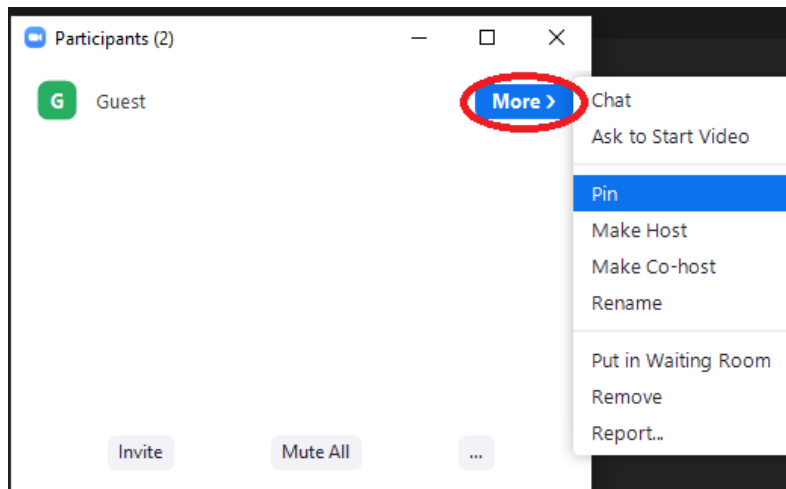 Participants (2)
G Guest More >
Chat
Ask to Start Video
Pin
Make Host
Make Co-host
Rename
Put in Waiting Room
Remove
Report...
Invite Mute All ...